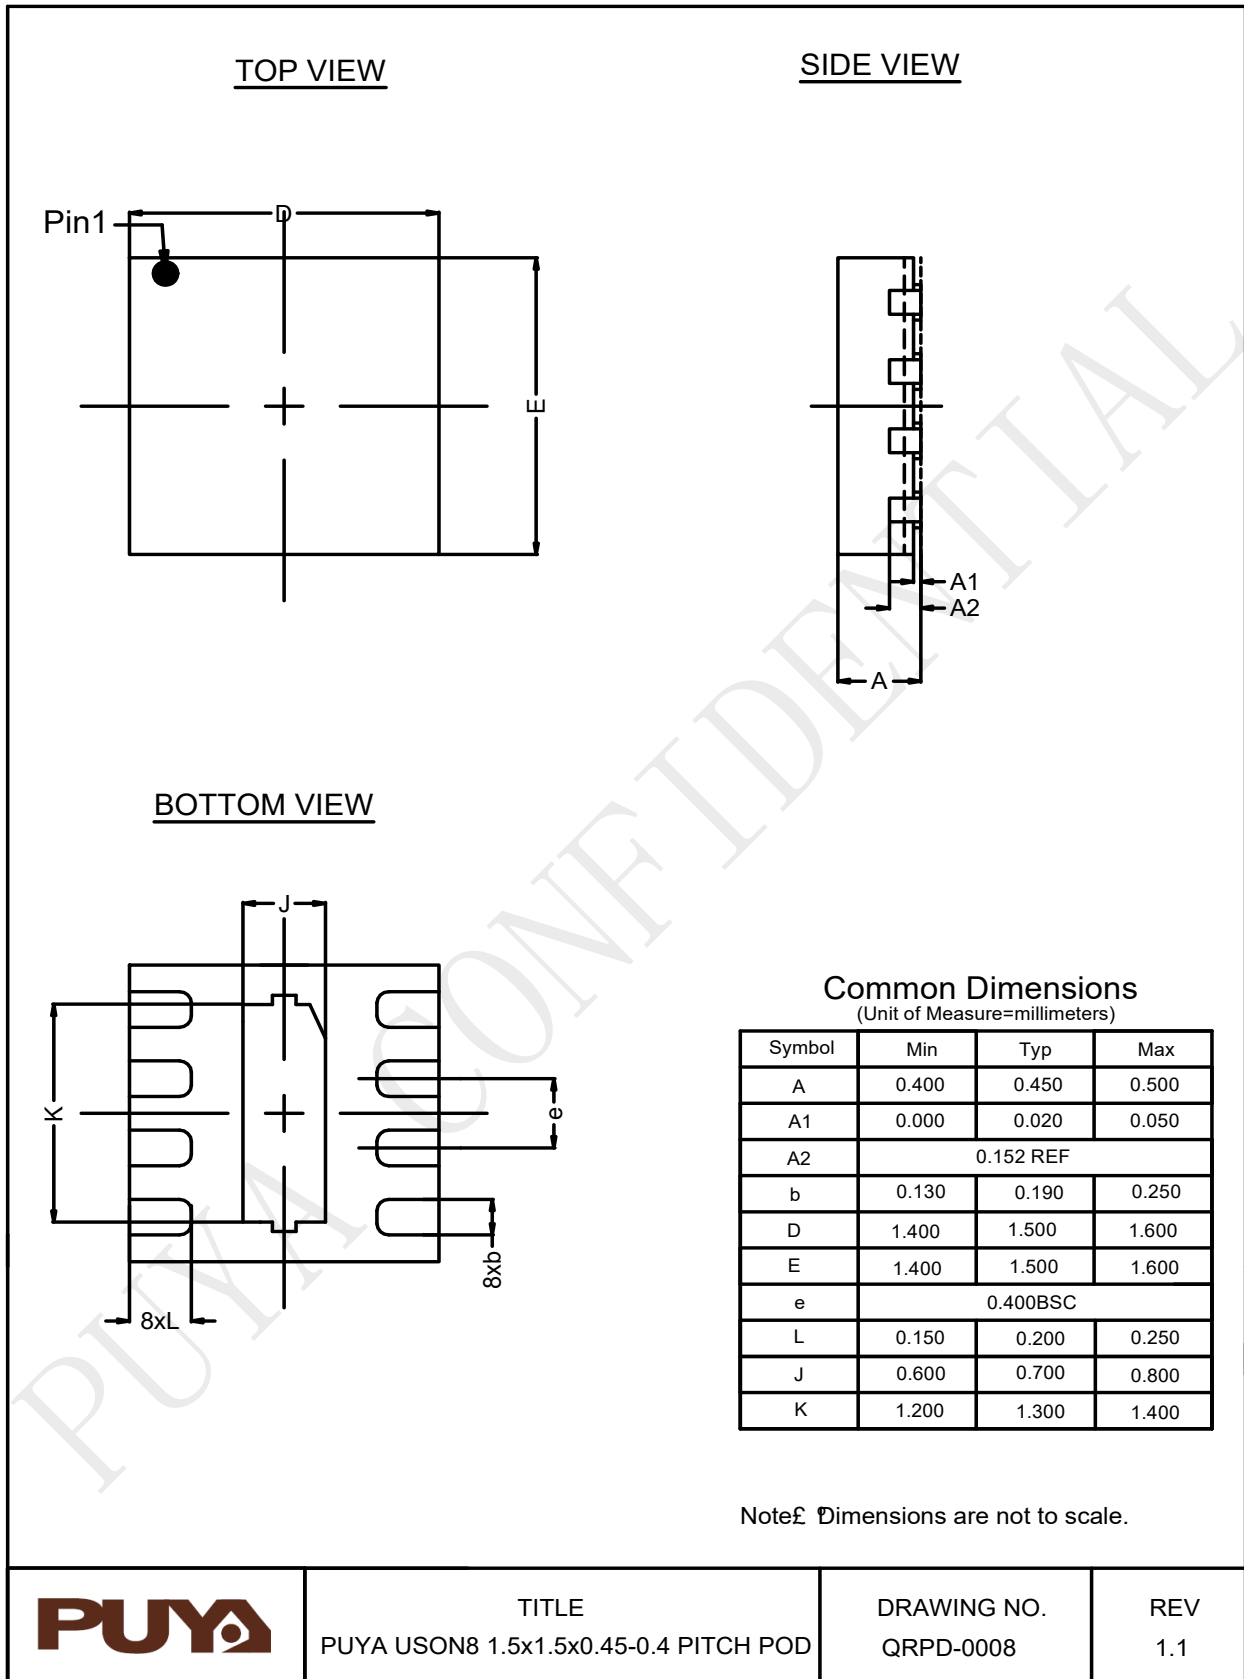 TOP VIEW
SIDE VIEW
Pin1
D
E
A1
A2
A
BOTTOM VIEW
J
K
e
8xb
8xL
Common Dimensions
(Unit of Measure=millimeters)
Symbol Min Typ Max
A 0.400 0.450 0.500
A1 0.000 0.020 0.050
A2 0.152 REF
b 0.130 0.190 0.250
D 1.400 1.500 1.600
E 1.400 1.500 1.600
e 0.400BSC
L 0.150 0.200 0.250
J 0.600 0.700 0.800
K 1.200 1.300 1.400
Note£ºDimensions are not to scale.
PUYA CONFIDENTIAL
PUYA
TITLE
PUYA USON8 1.5x1.5x0.45-0.4 PITCH POD
DRAWING NO.
QRPD-0008
REV
1.1